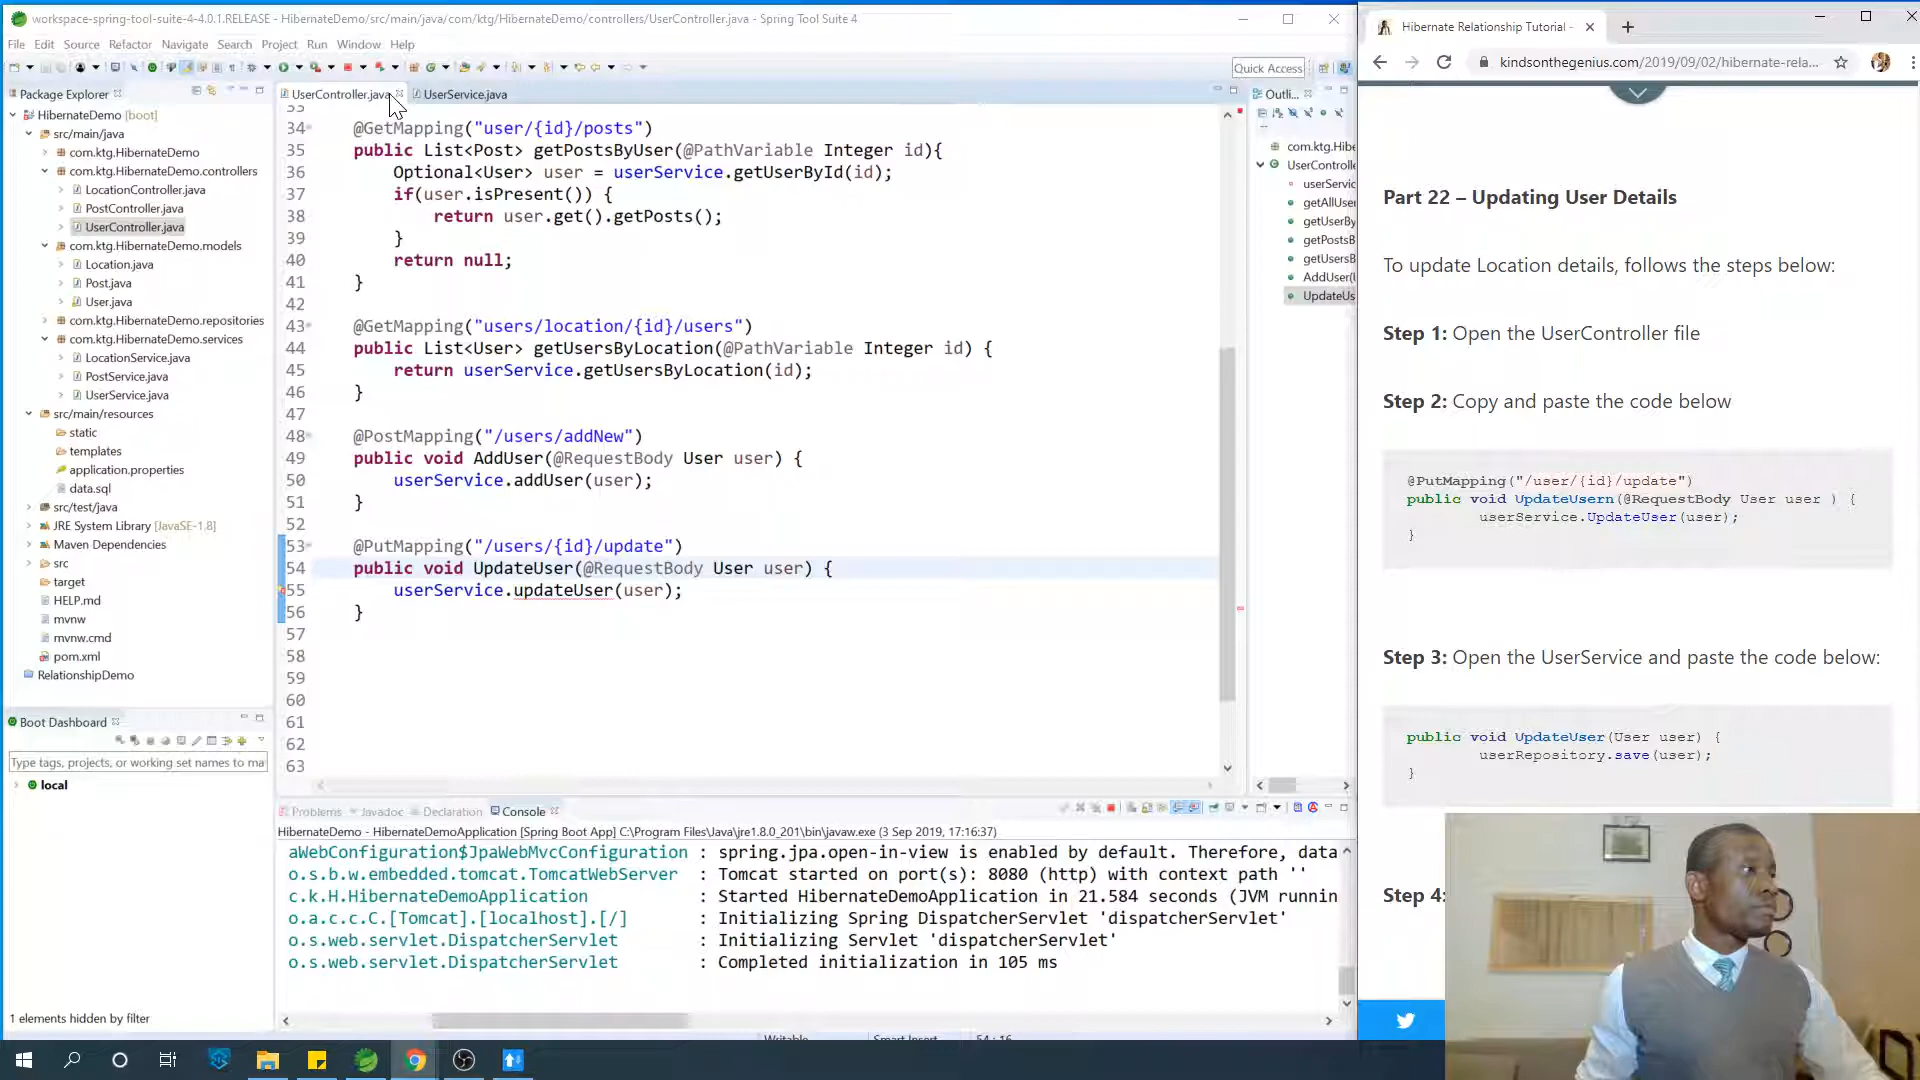 workspace-spring-tool-suite-4-4.0.1.RELEASE - HibernateDemo/src/main/java/com/ktg/HibernateDemo/controllers/UserController.java - Spring Tool Suite 4
File Edit Source Refactor Navigate Search Project Run Window Help
Quick Access
Package Explorer
HibernateDemo [boot]
src/main/java
com.ktg.HibernateDemo
com.ktg.HibernateDemo.controllers
LocationController.java
PostController.java
UserController.java
com.ktg.HibernateDemo.models
Location.java
Post.java
User.java
com.ktg.HibernateDemo.repositories
com.ktg.HibernateDemo.services
LocationService.java
PostService.java
UserService.java
src/main/resources
static
templates
application.properties
data.sql
src/test/java
JRE System Library [JavaSE-1.8]
Maven Dependencies
src
target
HELP.md
mvnw
mvnw.cmd
pom.xml
RelationshipDemo
Boot Dashboard
Type tags, projects, or working set names to ma
local
1 elements hidden by filter
UserController.java UserService.java
33
34 @GetMapping("user/{id}/posts")
35 public List<Post> getPostsByUser(@PathVariable Integer id){
36 Optional<User> user = userService.getUserById(id);
37 if(user.isPresent()) {
38 return user.get().getPosts();
39 }
40 return null;
41 }
42
43 @GetMapping("users/location/{id}/users")
44 public List<User> getUsersByLocation(@PathVariable Integer id) {
45 return userService.getUsersByLocation(id);
46 }
47
48 @PostMapping("/users/addNew")
49 public void AddUser(@RequestBody User user) {
50 userService.addUser(user);
51 }
52
53 @PutMapping("/users/{id}/update")
54 public void UpdateUser(@RequestBody User user) {
55 userService.updateUser(user);
56 }
57
58
59
60
61
62
63
Outli...
com.ktg.Hibe
UserControlle
userServic
getAllUser
getUserBy
getPostsB
getUsersB
AddUser(
UpdateUs
Problems Javadoc Declaration Console
HibernateDemo - HibernateDemoApplication [Spring Boot App] C:\Program Files\Java\jre1.8.0_201\bin\javaw.exe (3 Sep 2019, 17:16:37)
aWebConfiguration$JpaWebMvcConfiguration : spring.jpa.open-in-view is enabled by default. Therefore, data
o.s.b.w.embedded.tomcat.TomcatWebServer : Tomcat started on port(s): 8080 (http) with context path ''
c.k.H.HibernateDemoApplication : Started HibernateDemoApplication in 21.584 seconds (JVM runnin
o.a.c.c.C.[Tomcat].[localhost].[/] : Initializing Spring DispatcherServlet 'dispatcherServlet'
o.s.web.servlet.DispatcherServlet : Initializing Servlet 'dispatcherServlet'
o.s.web.servlet.DispatcherServlet : Completed initialization in 105 ms
Writable Smart Insert 54 : 16
Hibernate Relationship Tutorial -
kindsonthegenius.com/2019/09/02/hibernate-rela...
Part 22 – Updating User Details
To update Location details, follows the steps below:
Step 1: Open the UserController file
Step 2: Copy and paste the code below
@PutMapping("/user/{id}/update")
public void UpdateUsern(@RequestBody User user ) {
userService.UpdateUser(user);
}
Step 3: Open the UserService and paste the code below:
public void UpdateUser(User user) {
userRepository.save(user);
}
Step 4: